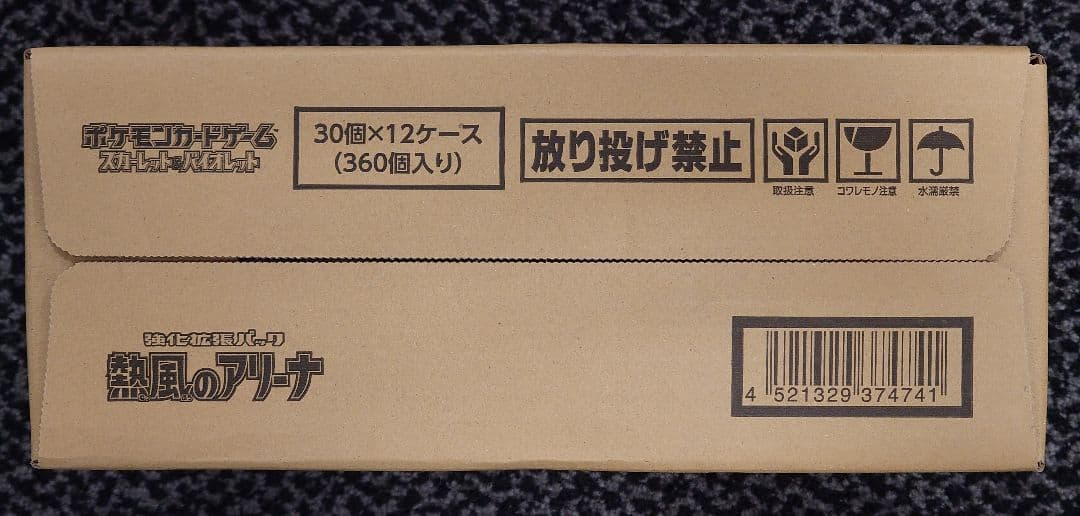 ポケモンカードゲーム
スカーレット&バイオレット
30個×12ケース
(360個入り)
放り投げ禁止
取扱注意
コワレモノ注意
水濡厳禁
強化拡張パック
熱風のアリーナ
4 521329 374741